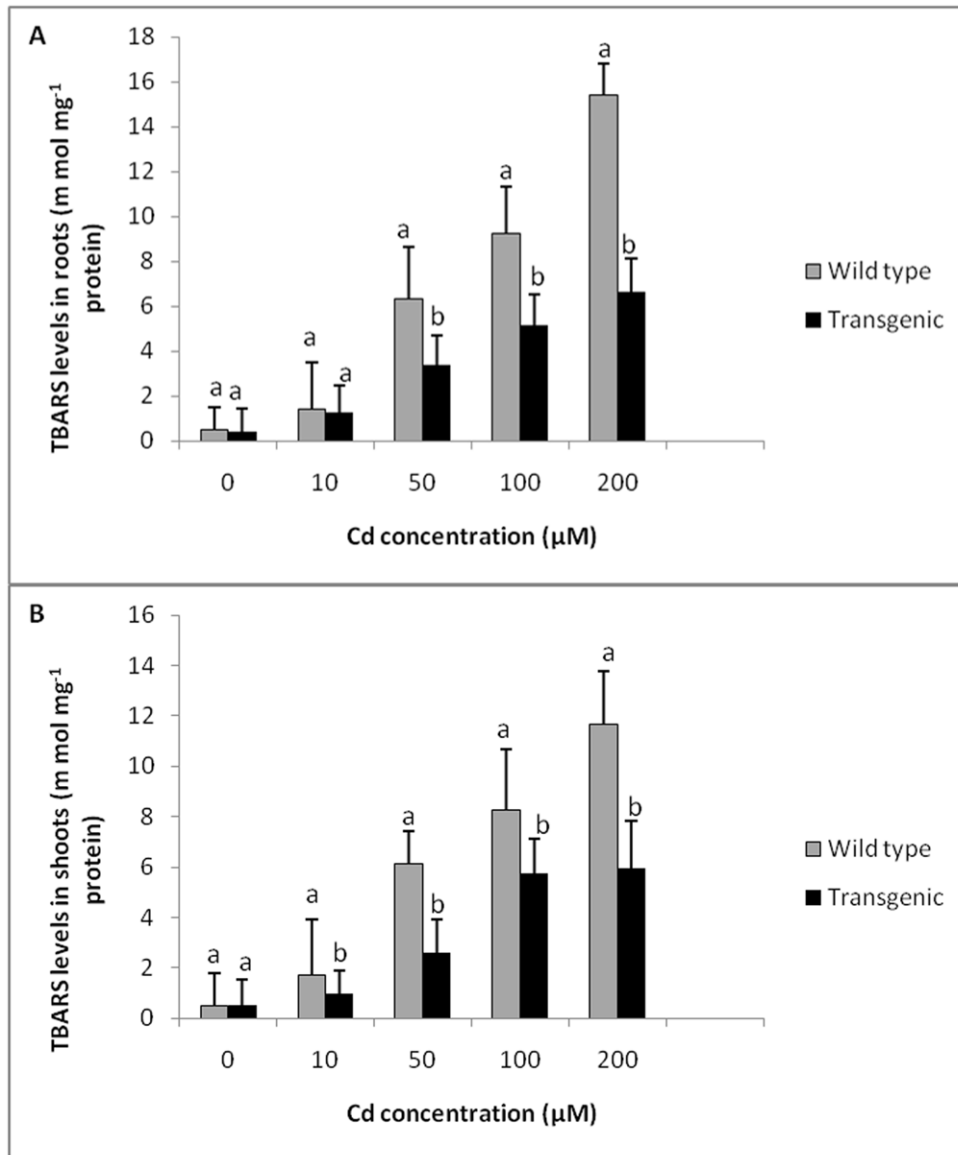 A
TBARS levels in roots (m mol mg⁻¹
protein)
18
16
14
12
10
8
6
4
2
0
a a
a a
a b
a b
a b
0 10 50 100 200
Cd concentration (µM)
Wild type
Transgenic
B
TBARS levels in shoots (m mol mg⁻¹
protein)
16
14
12
10
8
6
4
2
0
a a
a b
a b
a b
a b
0 10 50 100 200
Cd concentration (µM)
Wild type
Transgenic